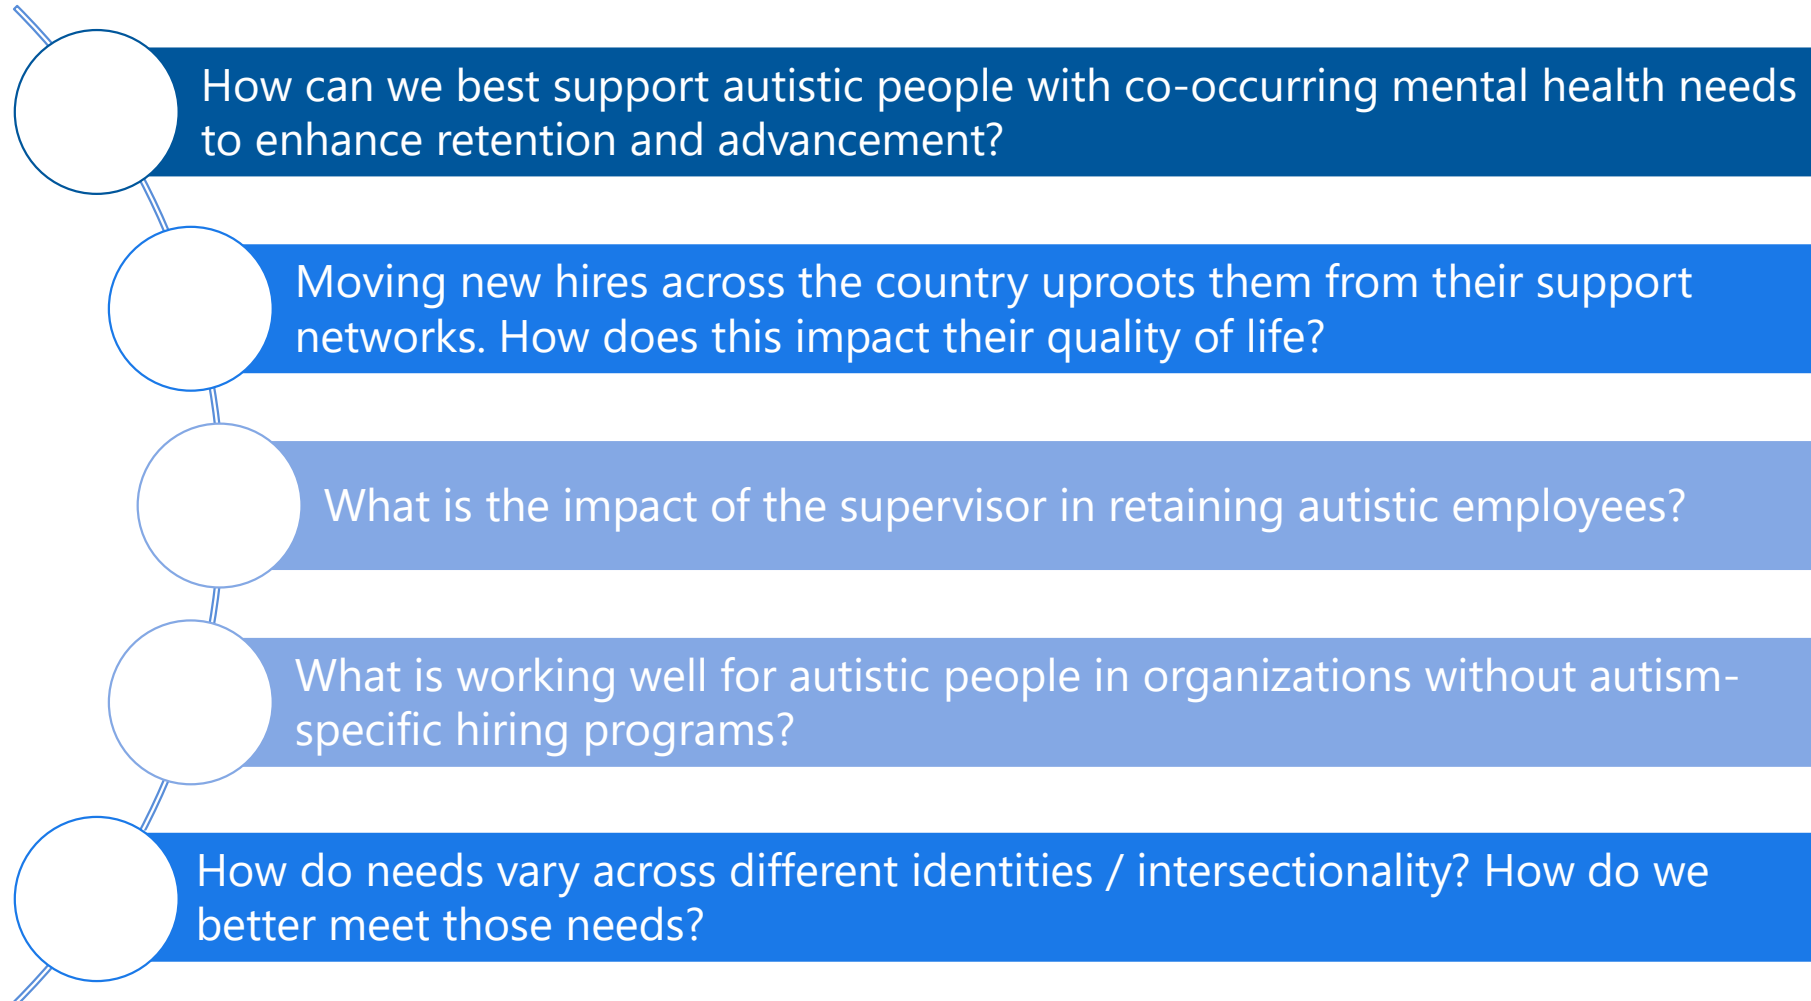 How can we best support autistic people with co-occurring mental health needs
to enhance retention and advancement?
Moving new hires across the country uproots them from their support
networks. How does this impact their quality of life?
What is the impact of the supervisor in retaining autistic employees?
What is working well for autistic people in organizations without autism-
specific hiring programs?
How do needs vary across different identities / intersectionality? How do we
better meet those needs?